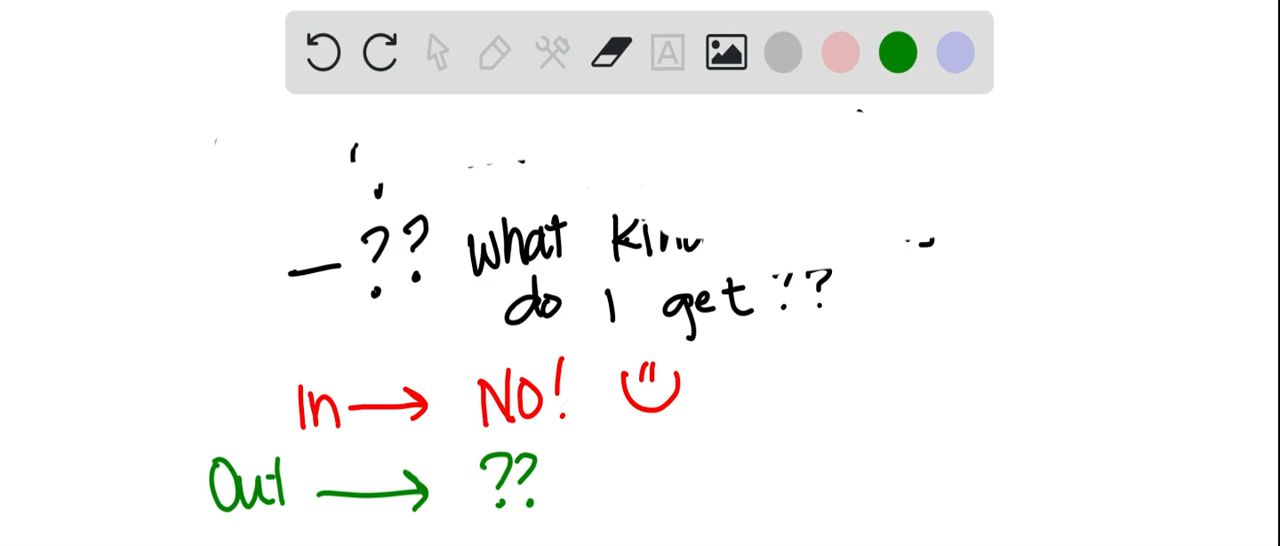 — ?? What
do I get ??
In → NO!
Out → ??